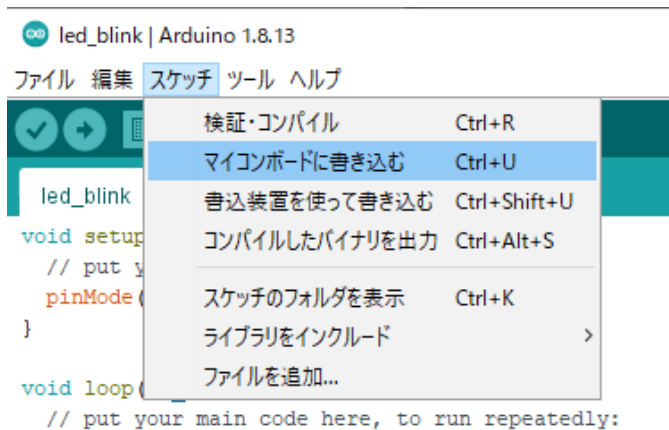 led_blink | Arduino 1.8.13
ファイル 編集 スケッチ ツール ヘルプ
検証・コンパイル Ctrl+R
マイコンボードに書き込む Ctrl+U
led_blink
書込装置を使って書き込む Ctrl+Shift+U
void setup
コンパイルしたバイナリを出力 Ctrl+Alt+S
// put
pinMode(
スケッチのフォルダを表示 Ctrl+K
}
ライブラリをインクルード >
ファイルを追加...
void loop(
// put your main code here, to run repeatedly: